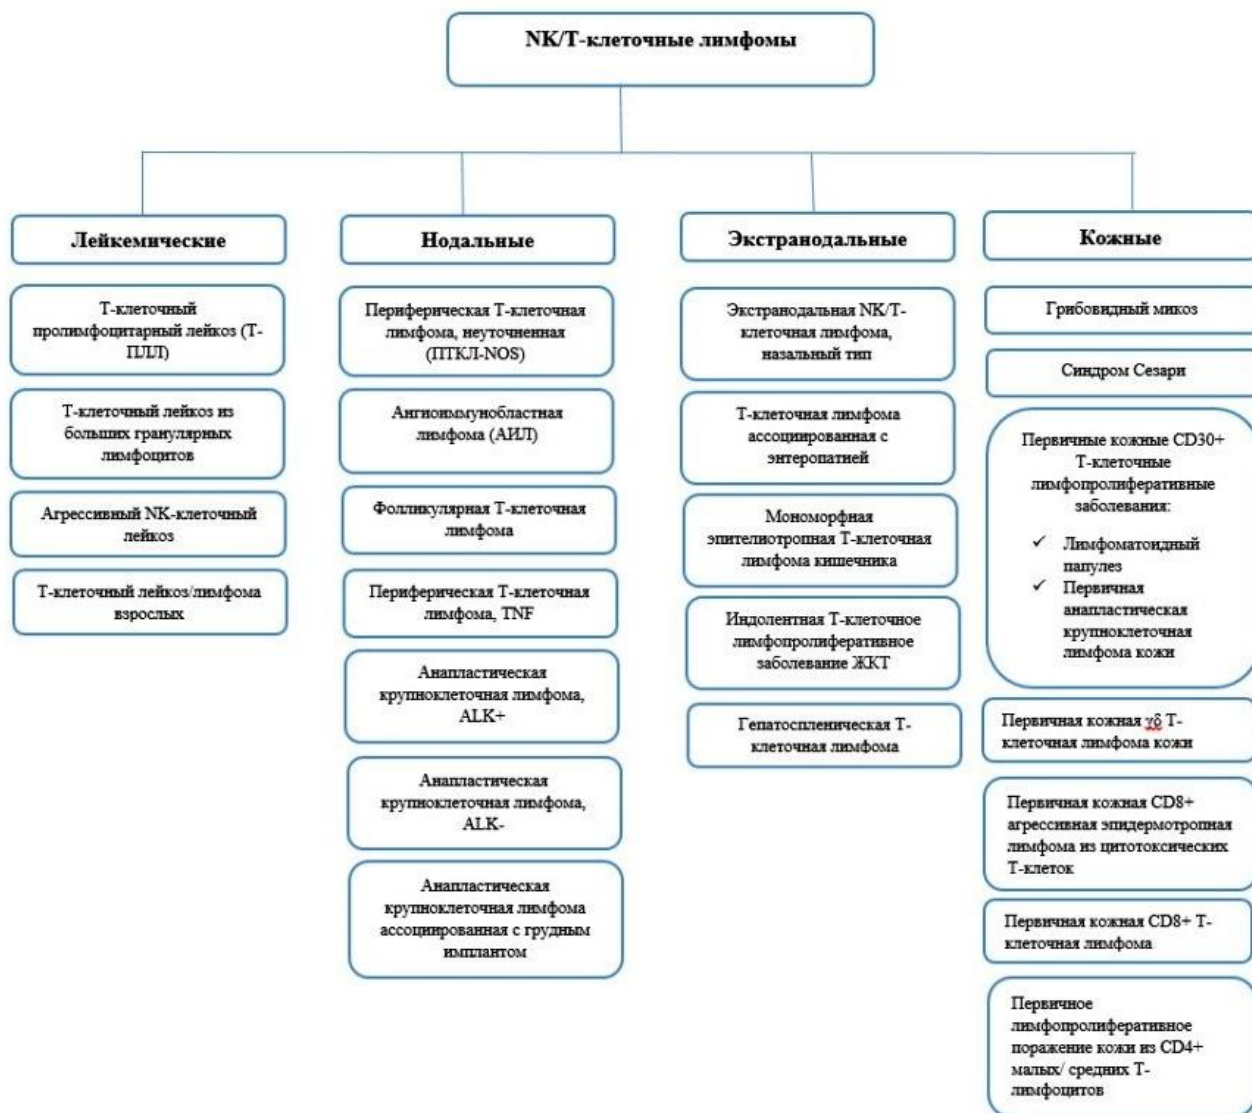 NK/Т-клеточные лимфомы
Лейкемические
Т-клеточный
пролимфоцитарный лейкоз (Т-
ПЛЛ)
Т-клеточный лейкоз из
больших гранулярных
лимфоцитов
Агрессивный NK-клеточный
лейкоз
Т-клеточный лейкоз/лимфома
взрослых
Нодальные
Периферическая Т-клеточная
лимфома, неуточненная
(ПТКЛ-NOS)
Ангиоиммунобластная
лимфома (АИЛ)
Фолликулярная Т-клеточная
лимфома
Периферическая Т-клеточная
лимфома, TNF
Анапластическая
крупноклеточная лимфома,
ALK+
Анапластическая
крупноклеточная лимфома,
ALK-
Анапластическая
крупноклеточная лимфома
ассоциированная с грудным
имплантом
Экстранодальные
Экстранодальная NK/Т-
клеточная лимфома,
назальный тип
Т-клеточная лимфома
ассоциированная с
энтеропатией
Мономорфная
эпителиотропная Т-клеточная
лимфома кишечника
Индолентная Т-клеточное
лимфопролиферативное
заболевание ЖКТ
Гепатоспленическая Т-
клеточная лимфома
Кожные
Грибовидный микоз
Синдром Сезари
Первичные кожные CD30+
Т-клеточные
лимфопролиферативные
заболевания:
✓ Лимфоматоидный
папулез
✓ Первичная
анапластическая
крупноклеточная
лимфома кожи
Первичная кожная γδ Т-
клеточная лимфома кожи
Первичная кожная CD8+
агрессивная эпидермотропная
лимфома из цитотоксических
Т-клеток
Первичная кожная CD8+ Т-
клеточная лимфома
Первичное
лимфопролиферативное
поражение кожи из CD4+
малых/ средних Т-
лимфоцитов